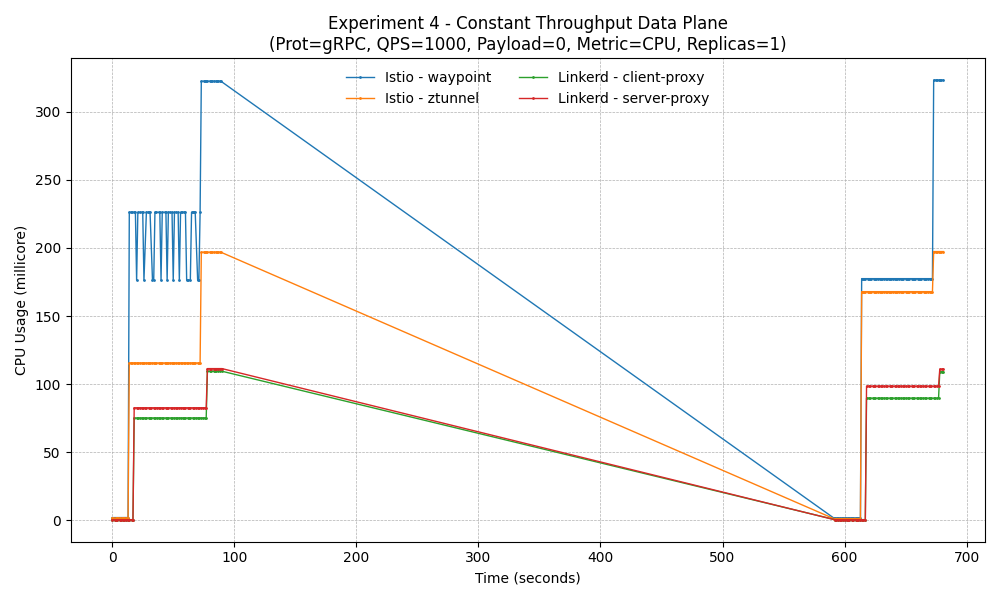 Experiment 4 - Constant Throughput Data Plane
(Prot=gRPC, QPS=1000, Payload=0, Metric=CPU, Replicas=1)
Istio - waypoint
Istio - ztunnel
Linkerd - client-proxy
Linkerd - server-proxy
CPU Usage (millicore)
300
250
200
150
100
50
0
0 100 200 300 400 500 600 700
Time (seconds)